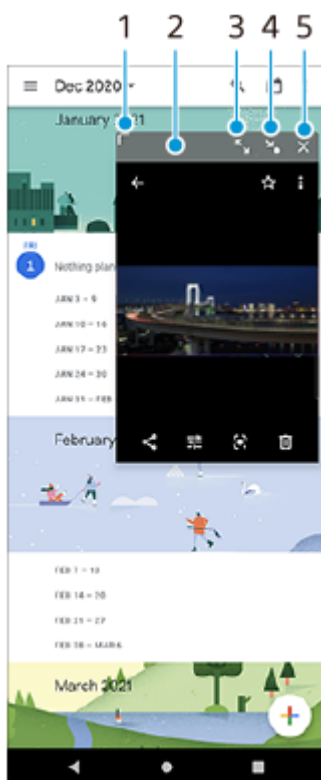 1 2 3 4 5
Dec 2020
January 2021
FRI
1
Nothing plan
JAN 3 – 9
JAN 10 – 16
JAN 17 – 23
JAN 24 – 30
JAN 31 – FEB
February
FEB 7 – 13
FEB 14 – 20
FEB 21 – 27
FEB 28 – MAR 6
March 2021